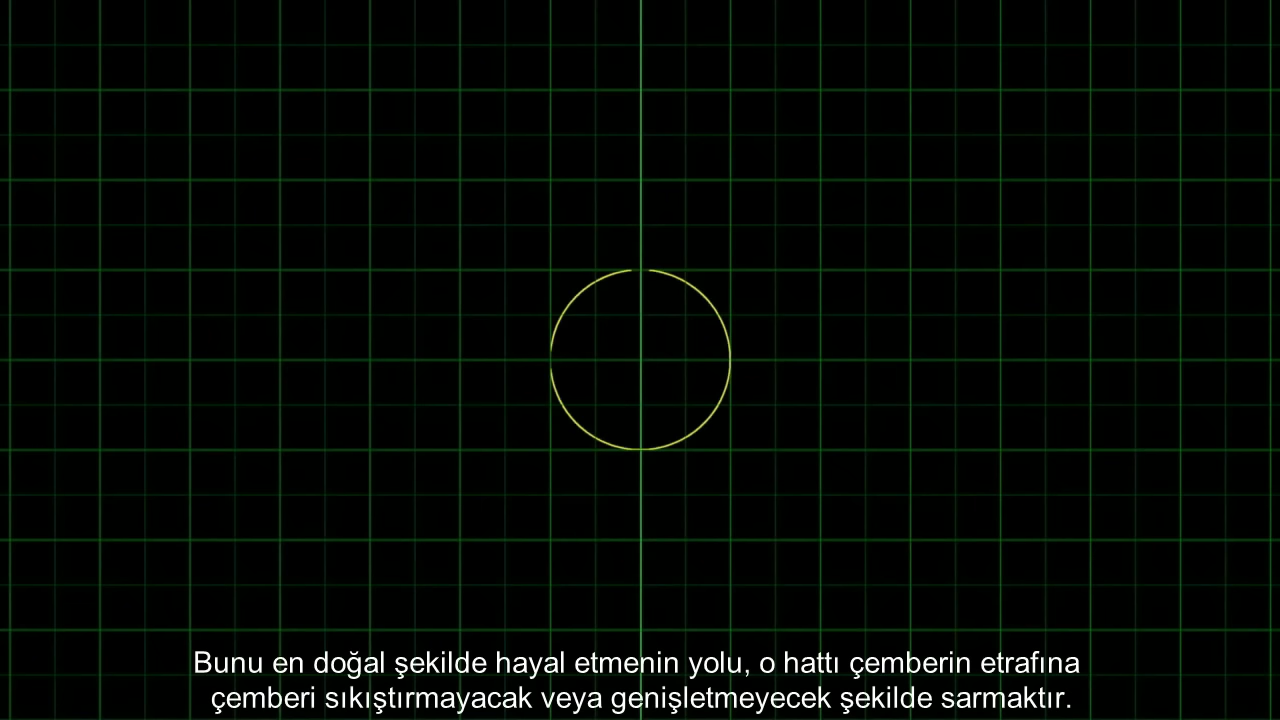 Bunu en doğal şekilde hayal etmenin yolu, o hattı çemberin etrafına
çemberi sıkıştırmayacak veya genişletmeyecek şekilde sarmaktır.